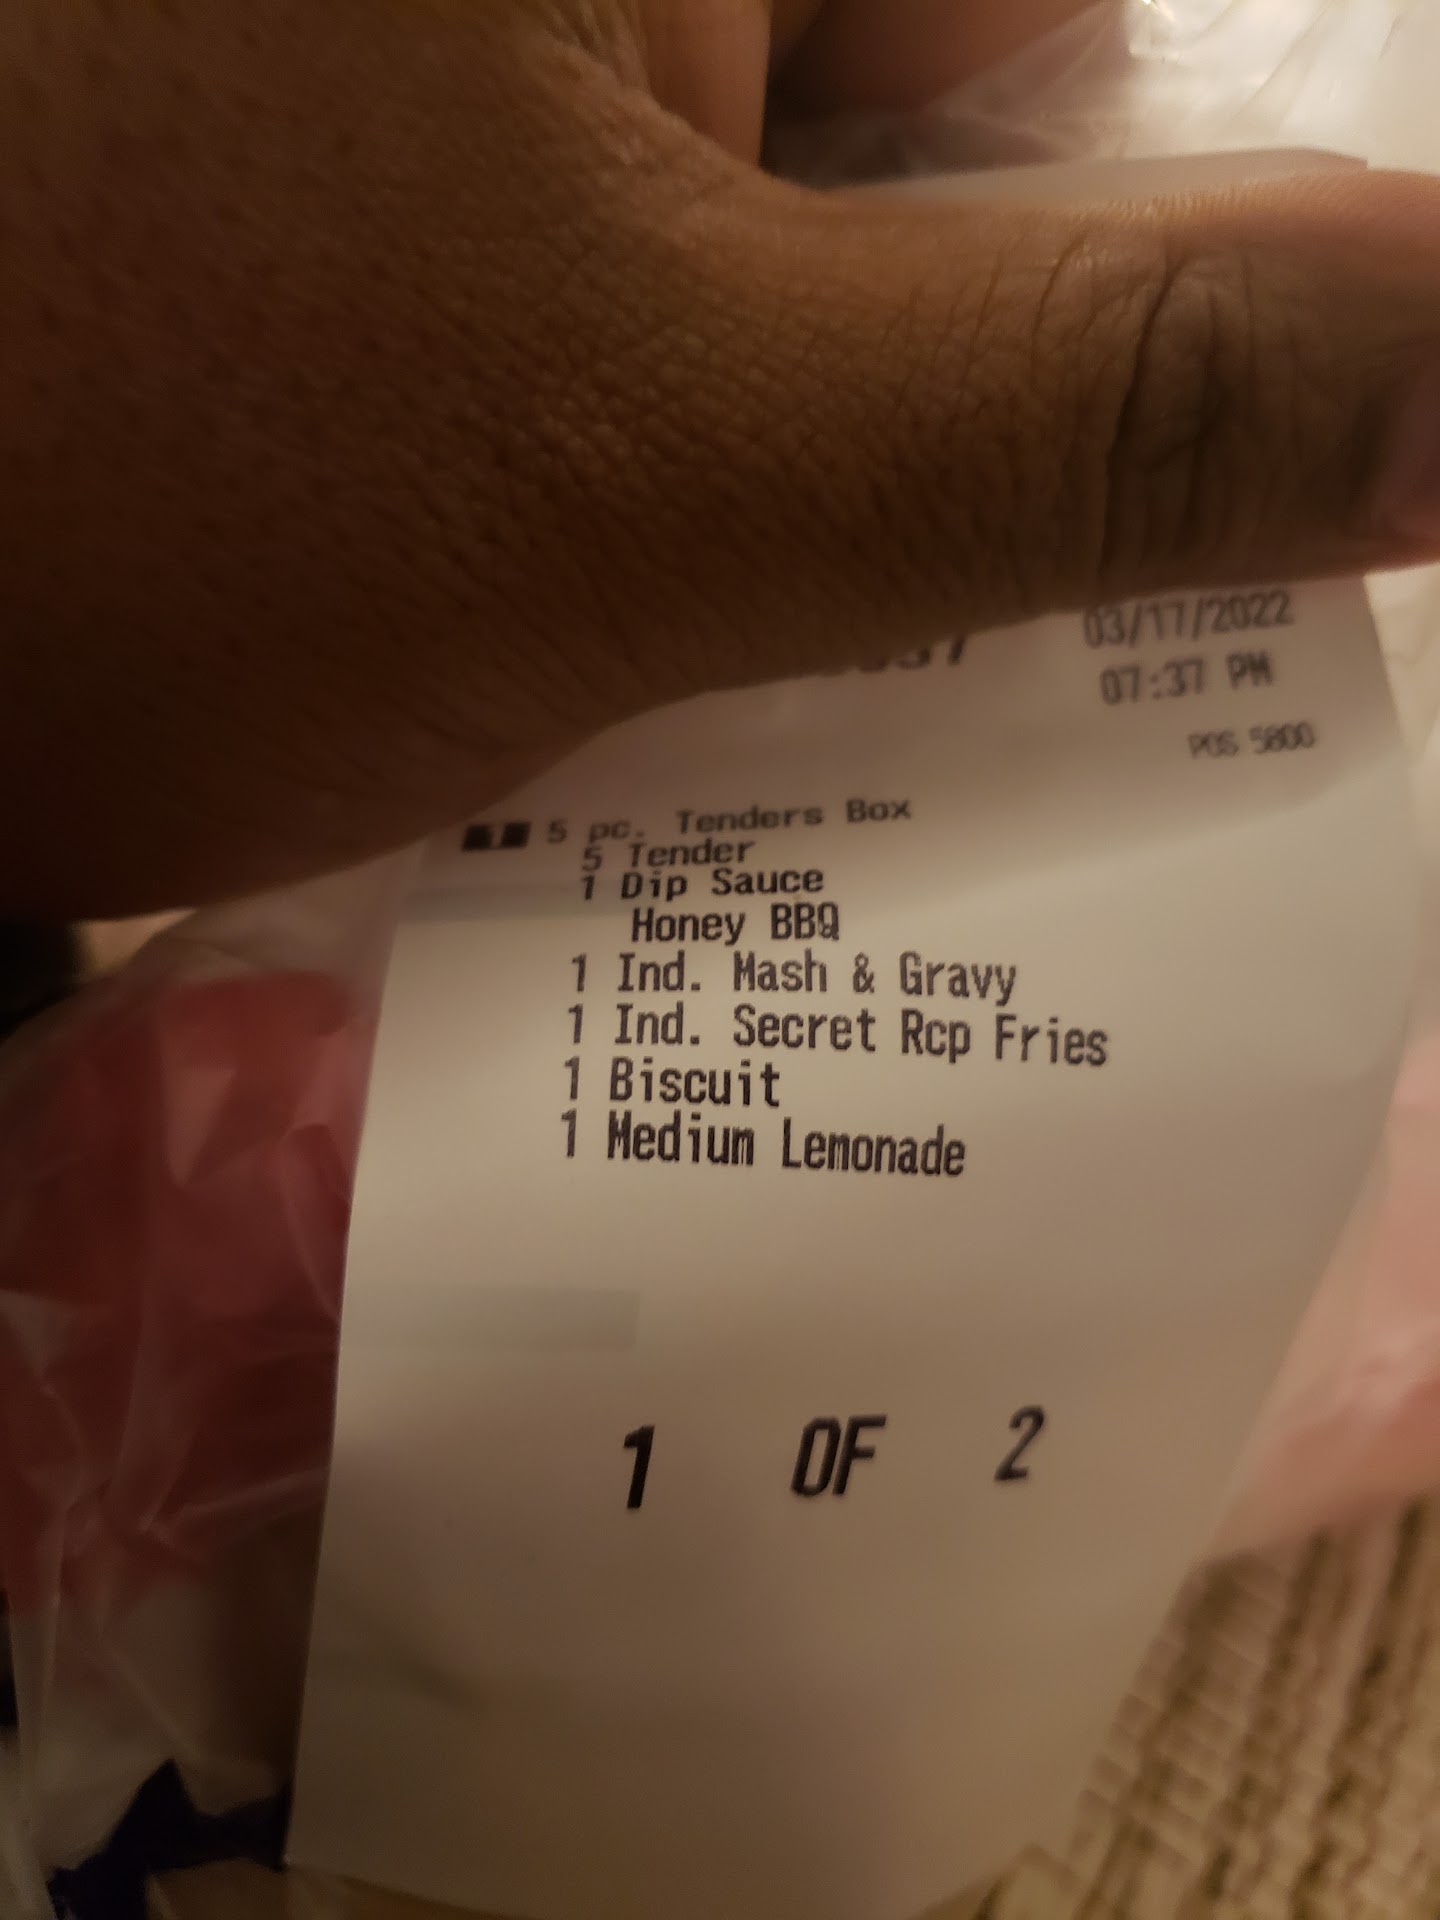 03/17/2022
07:37 PM
POS 5800
5 pc. Tenders Box
5 Tender
1 Dip Sauce
Honey BBQ
1 Ind. Mash & Gravy
1 Ind. Secret Rcp Fries
1 Biscuit
1 Medium Lemonade
1 OF 2